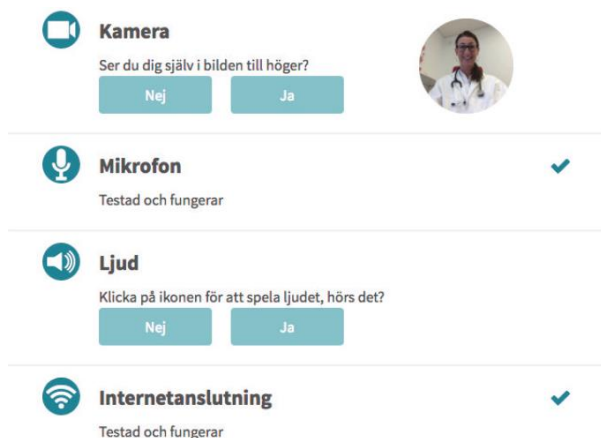 Kamera
Ser du dig själv i bilden till höger?
Nej
Ja
Mikrofon
Testad och fungerar
Ljud
Klicka på ikonen för att spela ljudet, hörs det?
Nej
Ja
Internetanslutning
Testad och fungerar